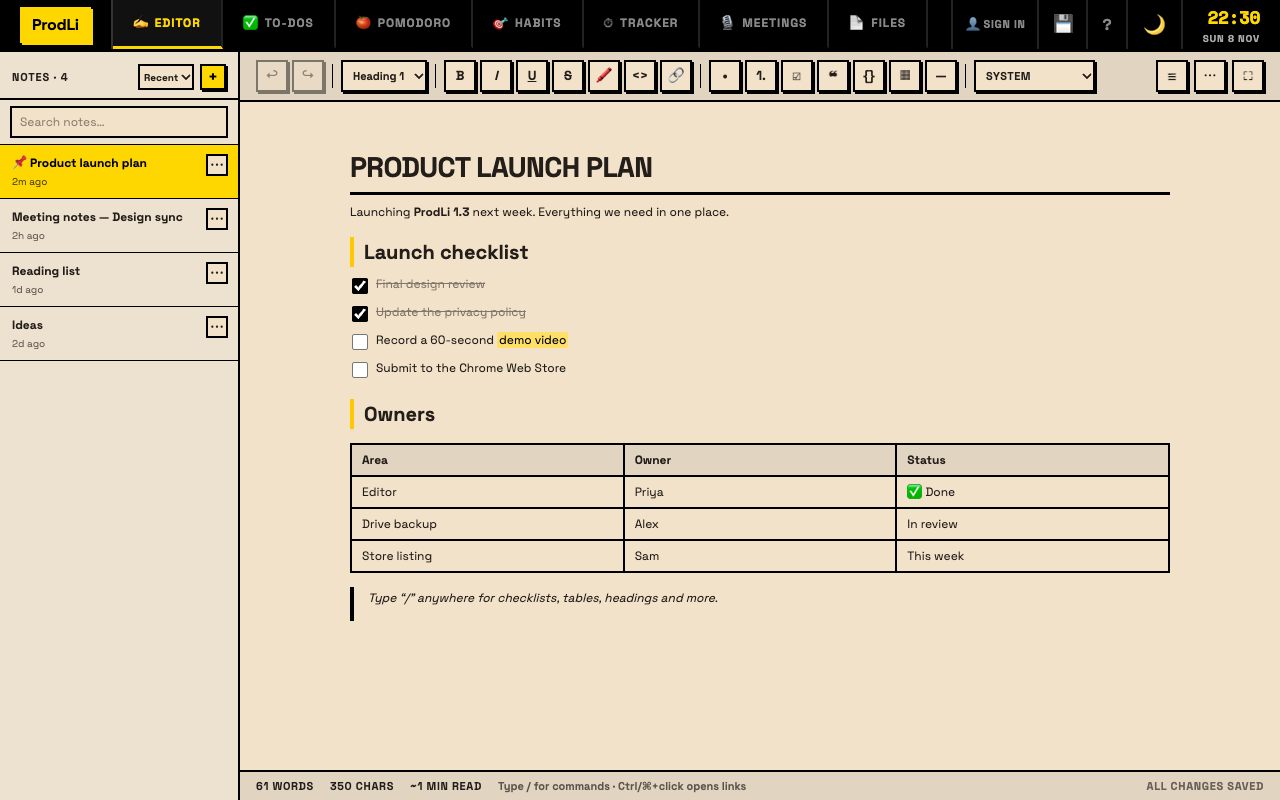 ProdLi
✍️ EDITOR
✅ TO-DOS
🍅 POMODORO
🎯 HABITS
⏱ TRACKER
🎙️ MEETINGS
📄 FILES
👤 SIGN IN
💾
?
🌙
22:30
SUN 8 NOV
NOTES · 4
Recent
+
Search notes...
📌 Product launch plan
2m ago
Meeting notes — Design sync
2h ago
Reading list
1d ago
Ideas
2d ago
↩ ↪ Heading 1 B I U S 🖍️ <> 🔗 • 1. ☑ ❝ {} ▦ — SYSTEM ≡ ⋯ ⛶
PRODUCT LAUNCH PLAN
Launching ProdLi 1.3 next week. Everything we need in one place.
Launch checklist
Final design review
Update the privacy policy
Record a 60-second demo video
Submit to the Chrome Web Store
Owners
Area Owner Status
Editor Priya ✅ Done
Drive backup Alex In review
Store listing Sam This week
Type “/” anywhere for checklists, tables, headings and more.
61 WORDS 350 CHARS ~1 MIN READ Type / for commands · Ctrl/⌘+click opens links ALL CHANGES SAVED